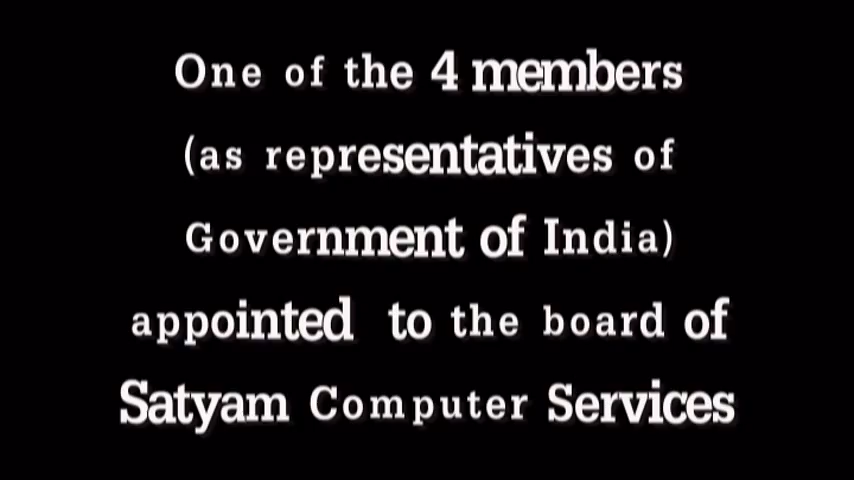 One of the 4 members
(as representatives of
Government of India)
appointed to the board of
Satyam Computer Services